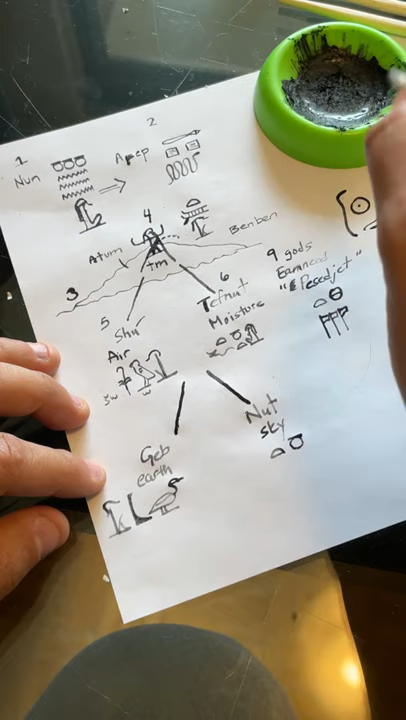 1
Nun
2
Apep
3
4
Atum
Tm
Benben
5
Shu
Air
šw
6
Tefnut
Moisture
9 gods
Ennead
"Pesedjet"
Geb
earth
Nut
sky